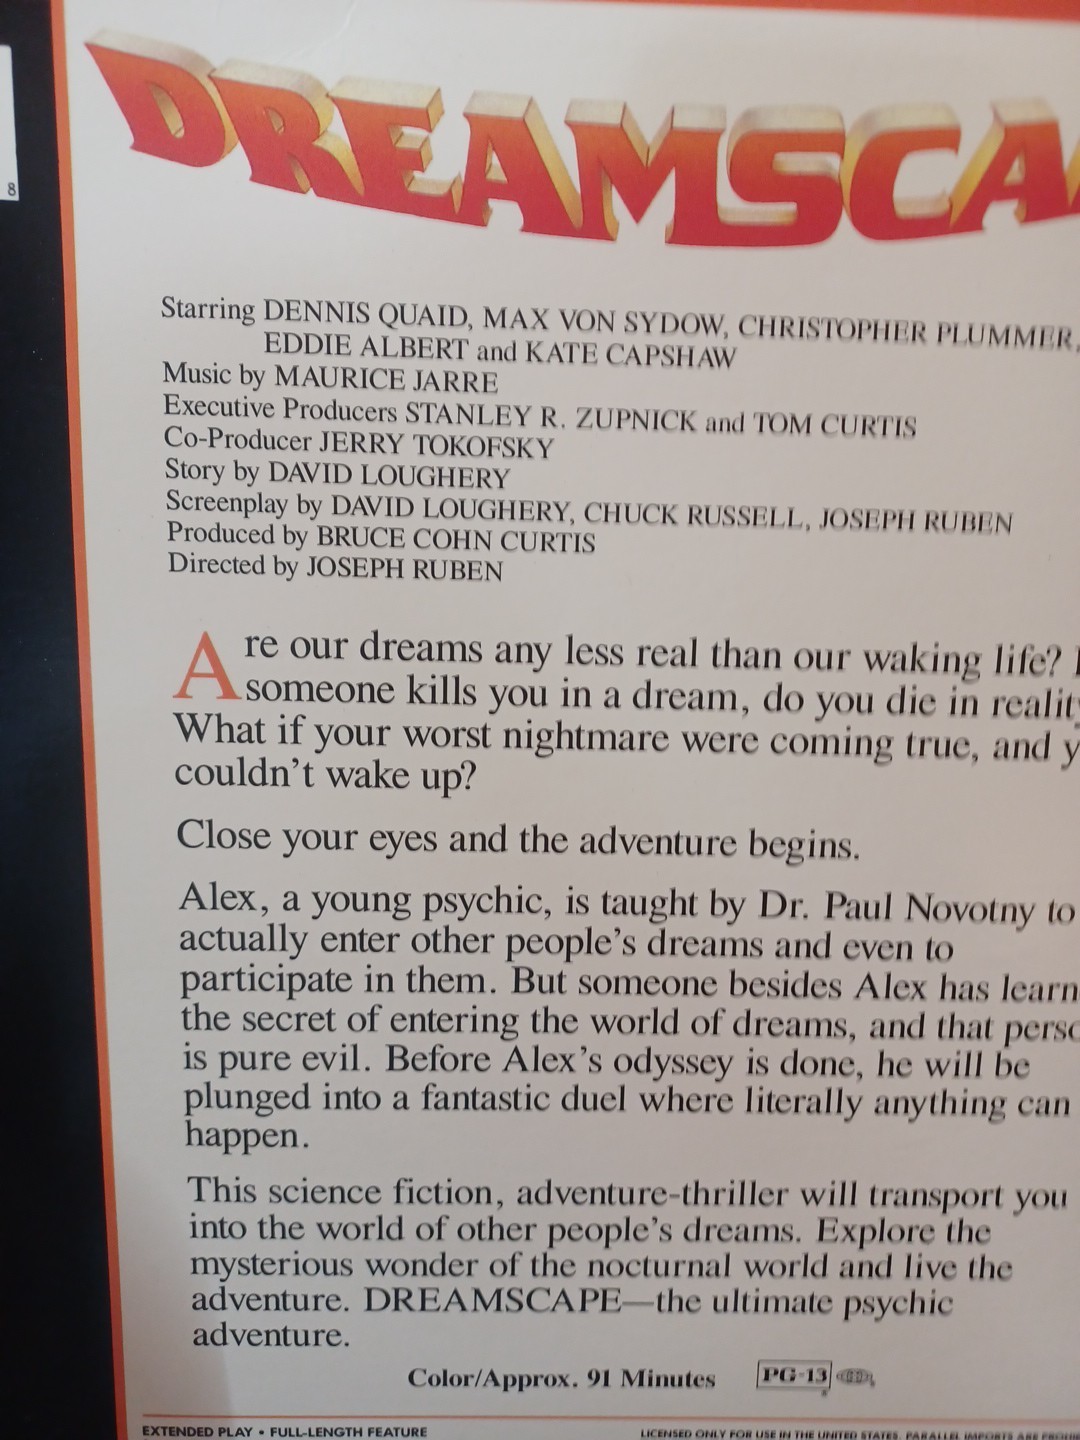 8
DREAMSCA
Starring DENNIS QUAID, MAX VON SYDOW, CHRISTOPHER PLUMMER,
EDDIE ALBERT and KATE CAPSHAW
Music by MAURICE JARRE
Executive Producers STANLEY R. ZUPNICK and TOM CURTIS
Co-Producer JERRY TOKOFSKY
Story by DAVID LOUGHERY
Screenplay by DAVID LOUGHERY, CHUCK RUSSELL, JOSEPH RUBEN
Produced by BRUCE COHN CURTIS
Directed by JOSEPH RUBEN
Are our dreams any less real than our waking life?
someone kills you in a dream, do you die in reality
What if your worst nightmare were coming true, and y
couldn't wake up?
Close your eyes and the adventure begins.
Alex, a young psychic, is taught by Dr. Paul Novotny to
actually enter other people's dreams and even to
participate in them. But someone besides Alex has learn
the secret of entering the world of dreams, and that perso
is pure evil. Before Alex's odyssey is done, he will be
plunged into a fantastic duel where literally anything can
happen.
This science fiction, adventure-thriller will transport you
into the world of other people's dreams. Explore the
mysterious wonder of the nocturnal world and live the
adventure. DREAMSCAPE—the ultimate psychic
adventure.
Color/Approx. 91 Minutes PG-13
EXTENDED PLAY • FULL-LENGTH FEATURE LICENSED ONLY FOR USE IN THE UNITED STATES. PARALLEL IMPORTS ARE PROHI